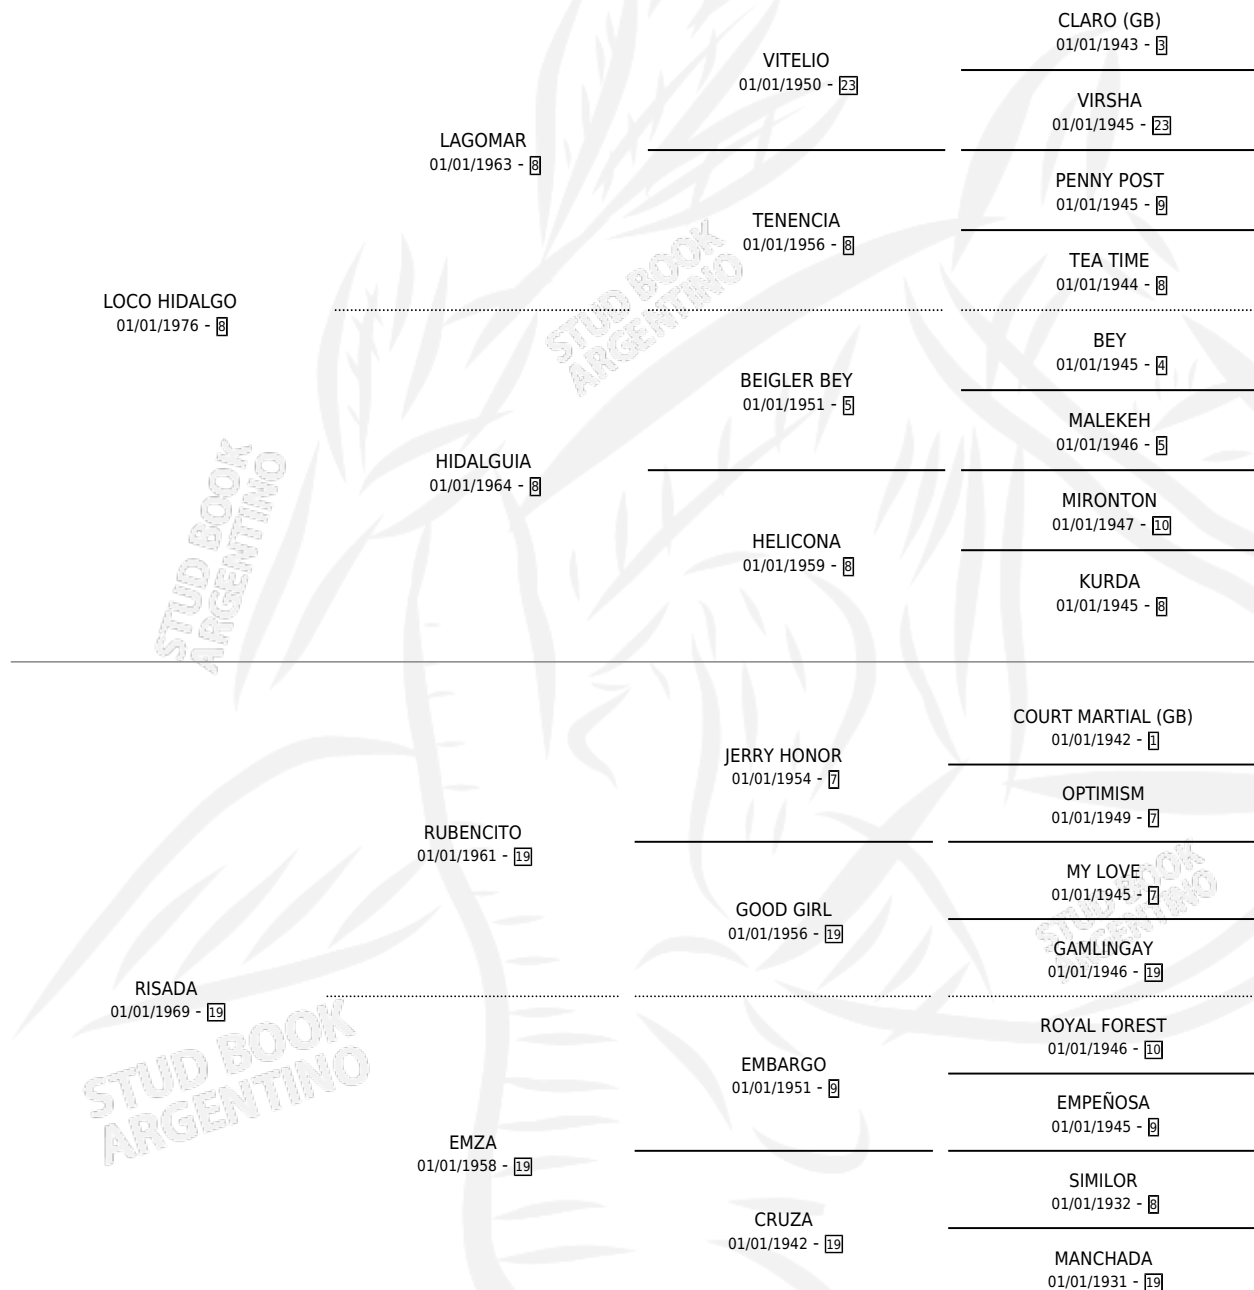 CLARO (GB)
01/01/1943 - 3
VITELIO
01/01/1950 - 23
VIRSHA
01/01/1945 - 23
LAGOMAR
01/01/1963 - 8
PENNY POST
01/01/1945 - 9
TENENCIA
01/01/1956 - 8
TEA TIME
01/01/1944 - 8
LOCO HIDALGO
01/01/1976 - 8
STUD BOOK
ARGENTINO
BEY
01/01/1945 - 4
BEIGLER BEY
01/01/1951 - 5
MALEKEH
01/01/1946 - 5
HIDALGUIA
01/01/1964 - 8
MIRONTON
01/01/1947 - 10
HELICONA
01/01/1959 - 8
KURDA
01/01/1945 - 8
STUD BOOK
ARGENTINO
COURT MARTIAL (GB)
01/01/1942 - 1
JERRY HONOR
01/01/1954 - 7
OPTIMISM
01/01/1949 - 7
RUBENCITO
01/01/1961 - 19
MY LOVE
01/01/1945 - 7
GOOD GIRL
01/01/1956 - 19
GAMLINGAY
01/01/1946 - 19
STUD BOOK
ARGENTINO
RISADA
01/01/1969 - 19
ROYAL FOREST
01/01/1946 - 10
EMBARGO
01/01/1951 - 9
EMPEÑOSA
01/01/1945 - 9
STUD BOOK
ARGENTINO
EMZA
01/01/1958 - 19
SIMILOR
01/01/1932 - 8
CRUZA
01/01/1942 - 19
MANCHADA
01/01/1931 - 19